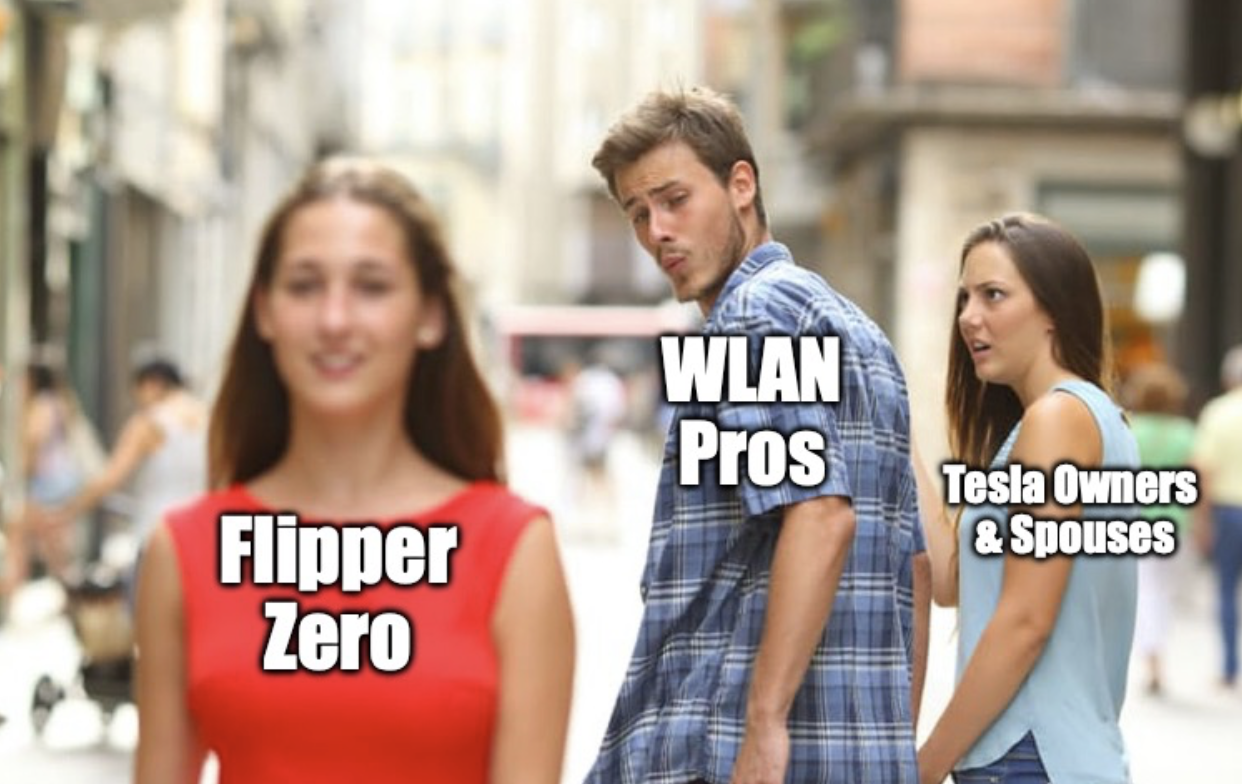 Flipper
Zero
WLAN
Pros
Tesla Owners
& Spouses